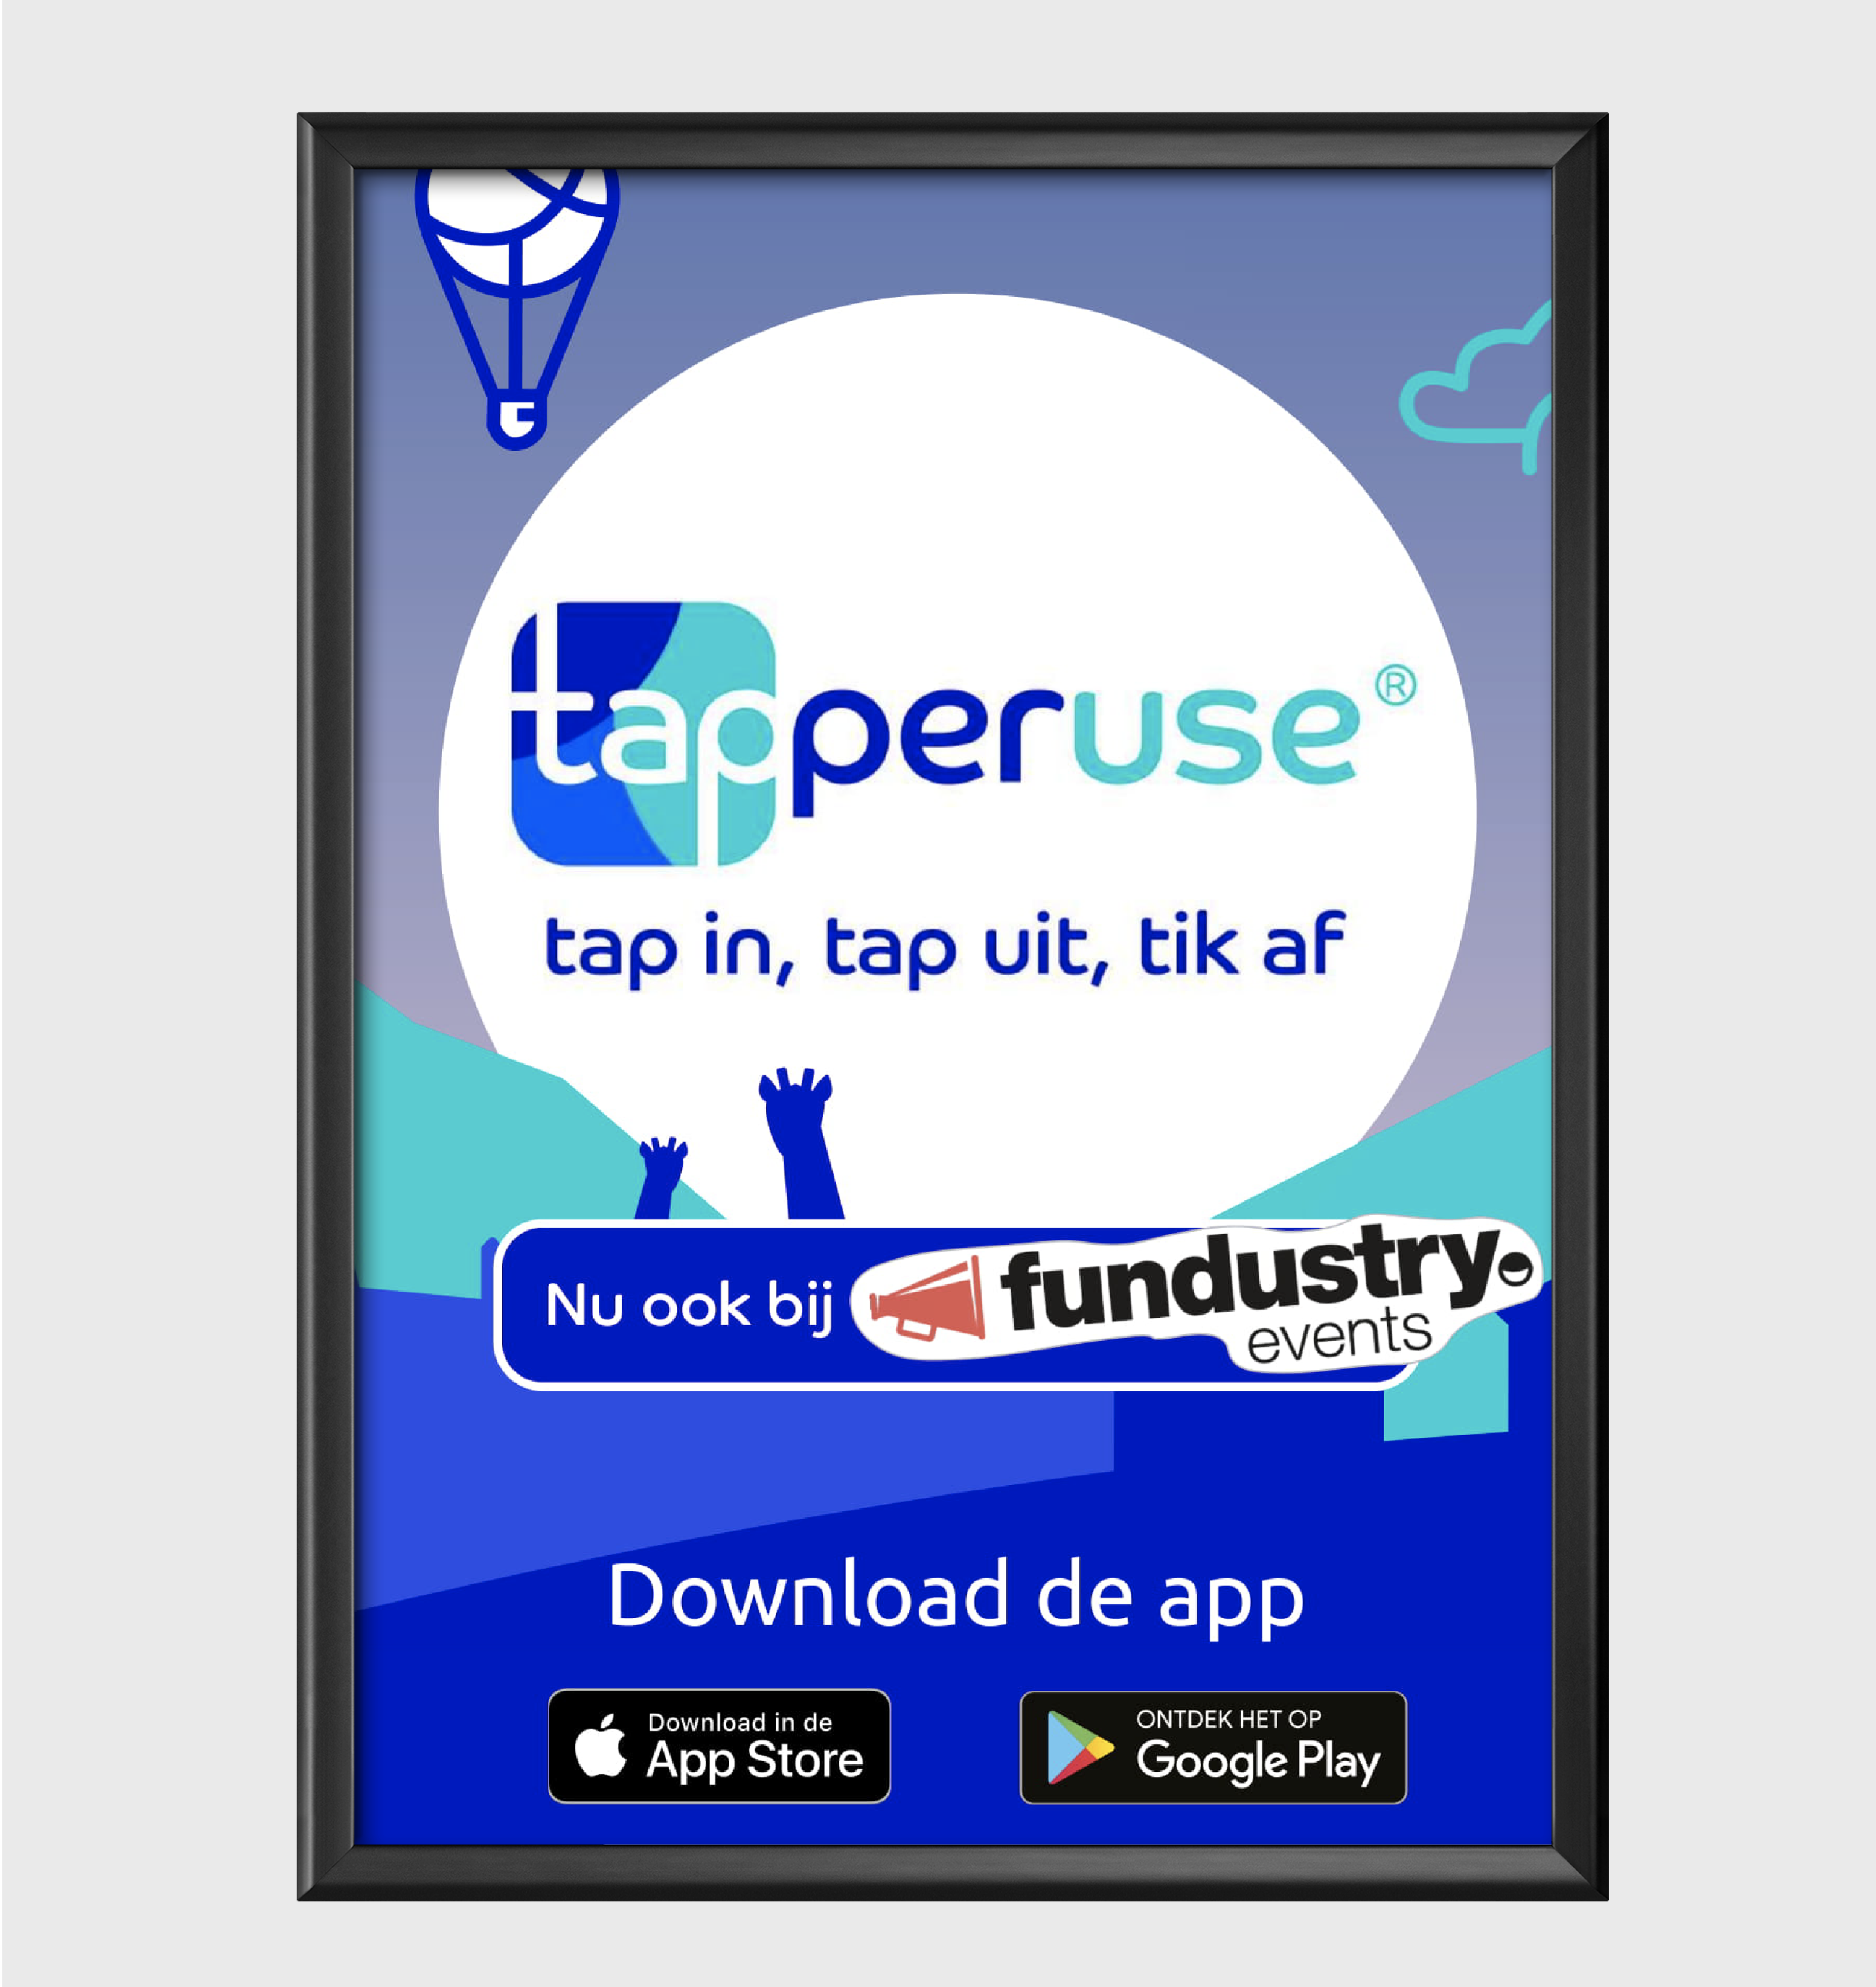 tapperuse®
tap in, tap uit, tik af
Nu ook bij fundustry
events
Download de app
Download in de
App Store
ONTDEK HET OP
Google Play